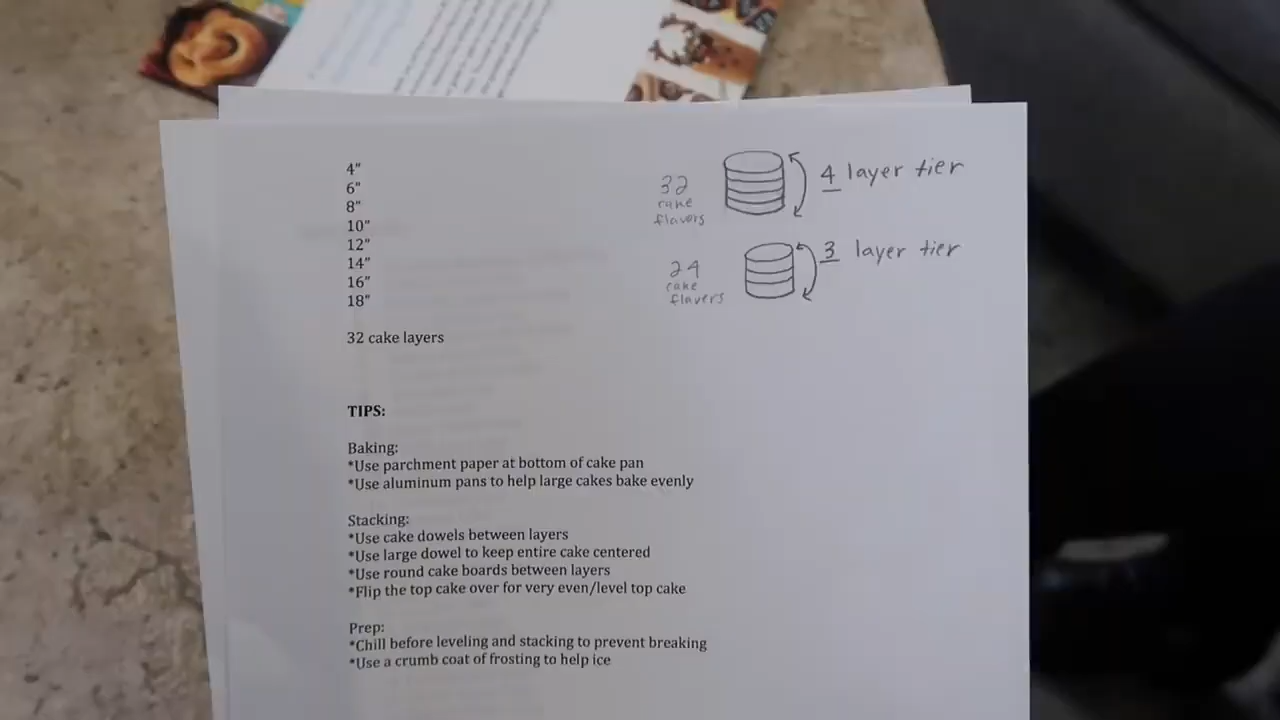 4"
6"
8"
10"
12"
14"
16"
18"
32 cake layers
32
cake
flavors
4 layer tier
24
cake
flavers
3 layer tier
TIPS:
Baking:
*Use parchment paper at bottom of cake pan
*Use aluminum pans to help large cakes bake evenly
Stacking:
*Use cake dowels between layers
*Use large dowel to keep entire cake centered
*Use round cake boards between layers
*Flip the top cake over for very even/level top cake
Prep:
*Chill before leveling and stacking to prevent breaking
*Use a crumb coat of frosting to help ice